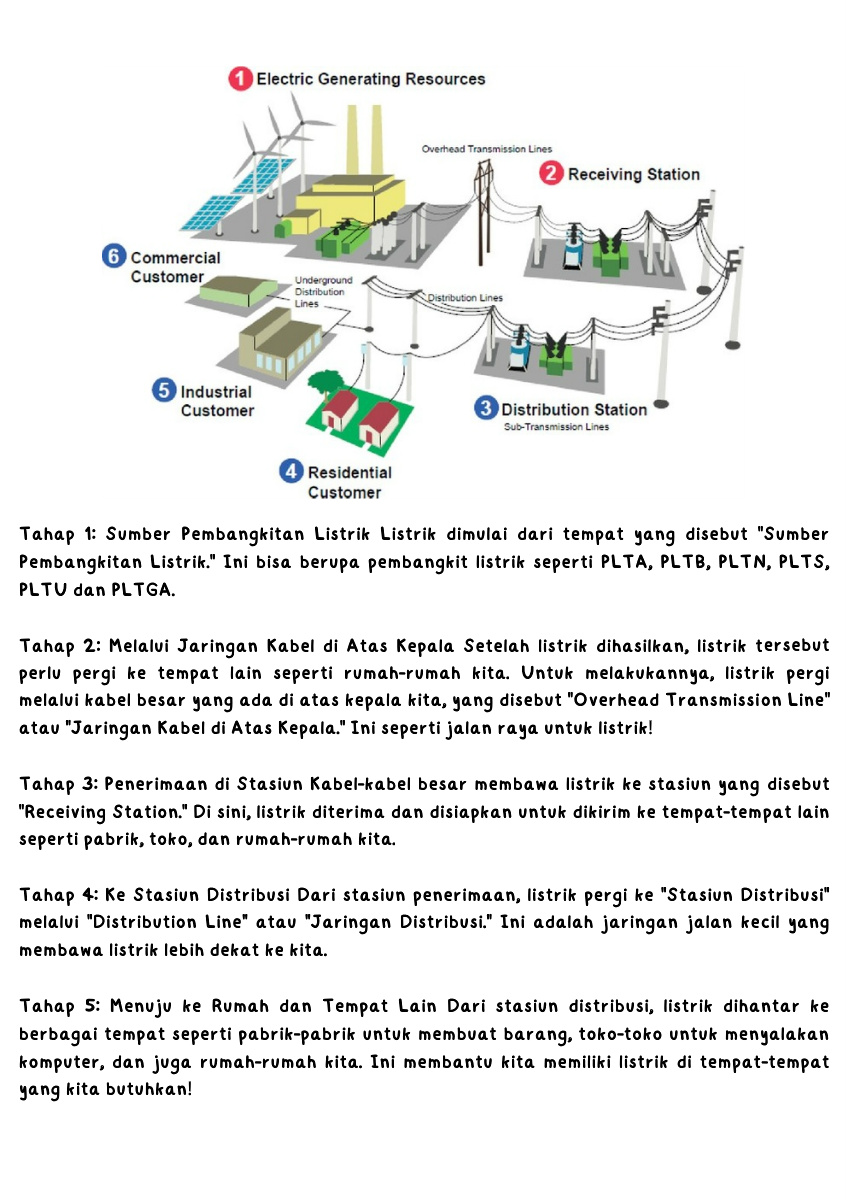 1 Electric Generating Resources
Overhead Transmission Lines
2 Receiving Station
6 Commercial
Customer
Underground
Distribution
Lines
Distribution Lines
5 Industrial
Customer
3 Distribution Station
Sub-Transmission Lines
4 Residential
Customer
Tahap 1: Sumber Pembangkitan Listrik Listrik dimulai dari tempat yang disebut "Sumber
Pembangkitan Listrik." Ini bisa berupa pembangkit listrik seperti PLTA, PLTB, PLTN, PLTS,
PLTU dan PLTGA.
Tahap 2: Melalui Jaringan Kabel di Atas Kepala Setelah listrik dihasilkan, listrik tersebut
perlu pergi ke tempat lain seperti rumah-rumah kita. Untuk melakukannya, listrik pergi
melalui kabel besar yang ada di atas kepala kita, yang disebut "Overhead Transmission Line"
atau "Jaringan Kabel di Atas Kepala." Ini seperti jalan raya untuk listrik!
Tahap 3: Penerimaan di Stasiun Kabel-kabel besar membawa listrik ke stasiun yang disebut
"Receiving Station." Di sini, listrik diterima dan disiapkan untuk dikirim ke tempat-tempat lain
seperti pabrik, toko, dan rumah-rumah kita.
Tahap 4: Ke Stasiun Distribusi Dari stasiun penerimaan, listrik pergi ke "Stasiun Distribusi"
melalui "Distribution Line" atau "Jaringan Distribusi." Ini adalah jaringan jalan kecil yang
membawa listrik lebih dekat ke kita.
Tahap 5: Menuju ke Rumah dan Tempat Lain Dari stasiun distribusi, listrik dihantar ke
berbagai tempat seperti pabrik-pabrik untuk membuat barang, toko-toko untuk menyalakan
komputer, dan juga rumah-rumah kita. Ini membantu kita memiliki listrik di tempat-tempat
yang kita butuhkan!